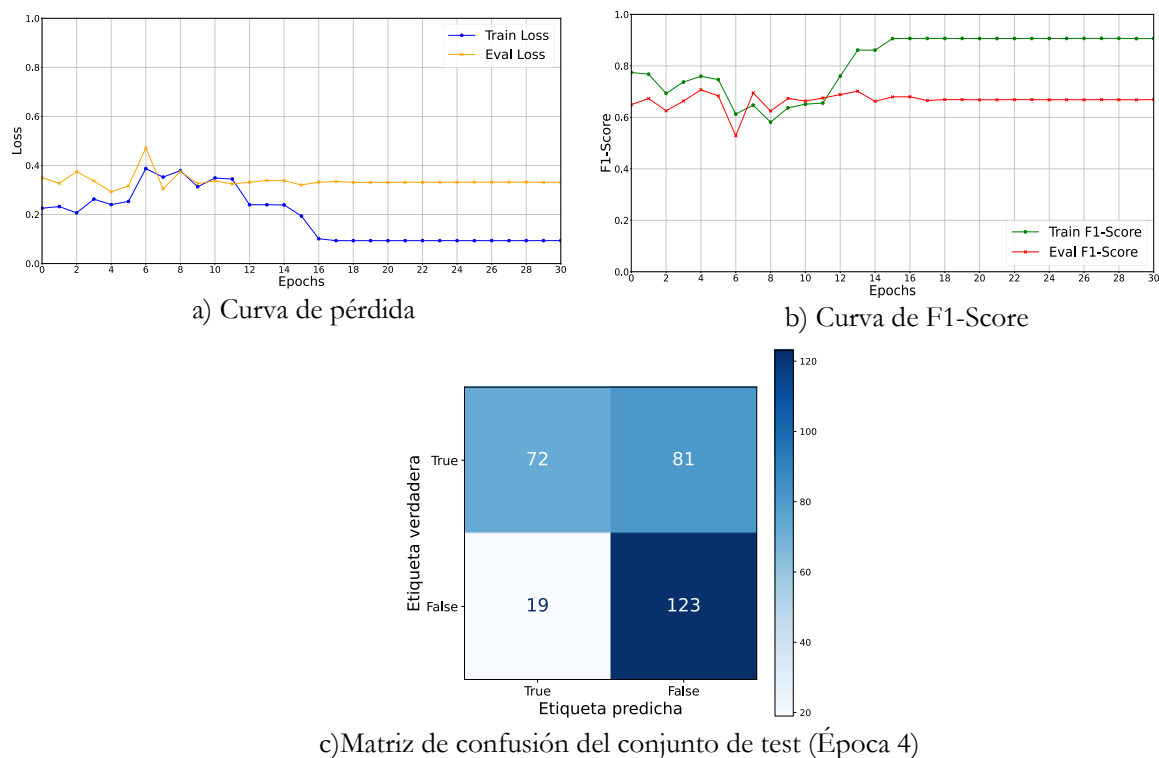 1.0
0.8
0.6
0.4
0.2
0.0
Loss
Train Loss
Eval Loss
0 2 4 6 8 10 12 14 16 18 20 22 24 26 28 30
Epochs
a) Curva de pérdida
1.0
0.8
0.6
0.4
0.2
0.0
F1-Score
Train F1-Score
Eval F1-Score
0 2 4 6 8 10 12 14 16 18 20 22 24 26 28 30
Epochs
b) Curva de F1-Score
Etiqueta verdadera
True
72 81
False
19 123
True False
Etiqueta predicha
120
100
80
60
40
20
c)Matriz de confusión del conjunto de test (Época 4)